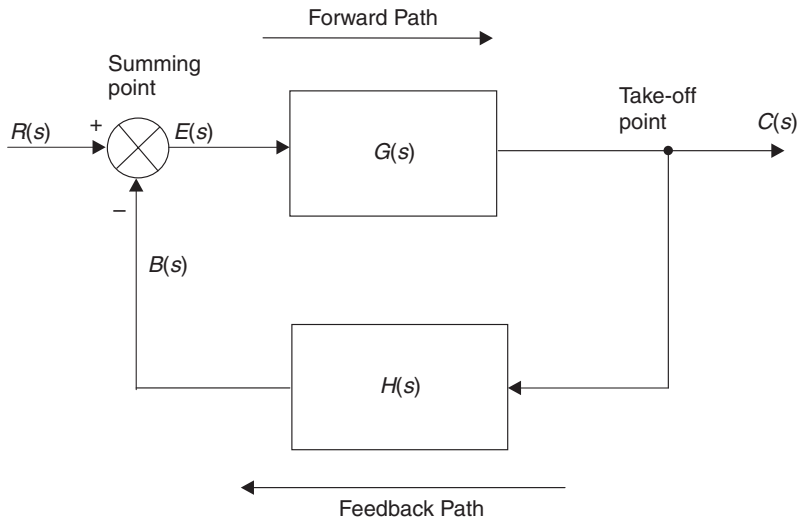 Forward Path
Summing
point
Take-off
point
C(s)
R(s)
+
E(s)
G(s)
−
B(s)
H(s)
Feedback Path